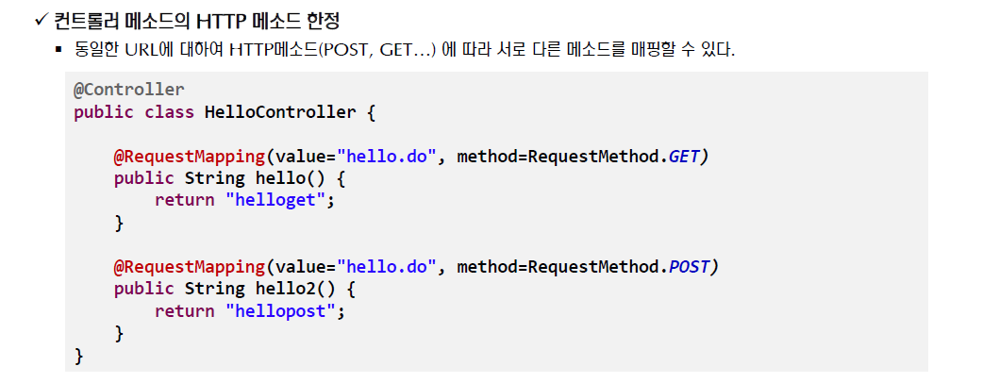 ✓ 컨트롤러 메소드의 HTTP 메소드 한정
▪ 동일한 URL에 대하여 HTTP메소드(POST, GET…) 에 따라 서로 다른 메소드를 매핑할 수 있다.
@Controller
public class HelloController {
@RequestMapping(value="hello.do", method=RequestMethod.GET)
public String hello() {
return "helloget";
}
@RequestMapping(value="hello.do", method=RequestMethod.POST)
public String hello2() {
return "hellopost";
}
}